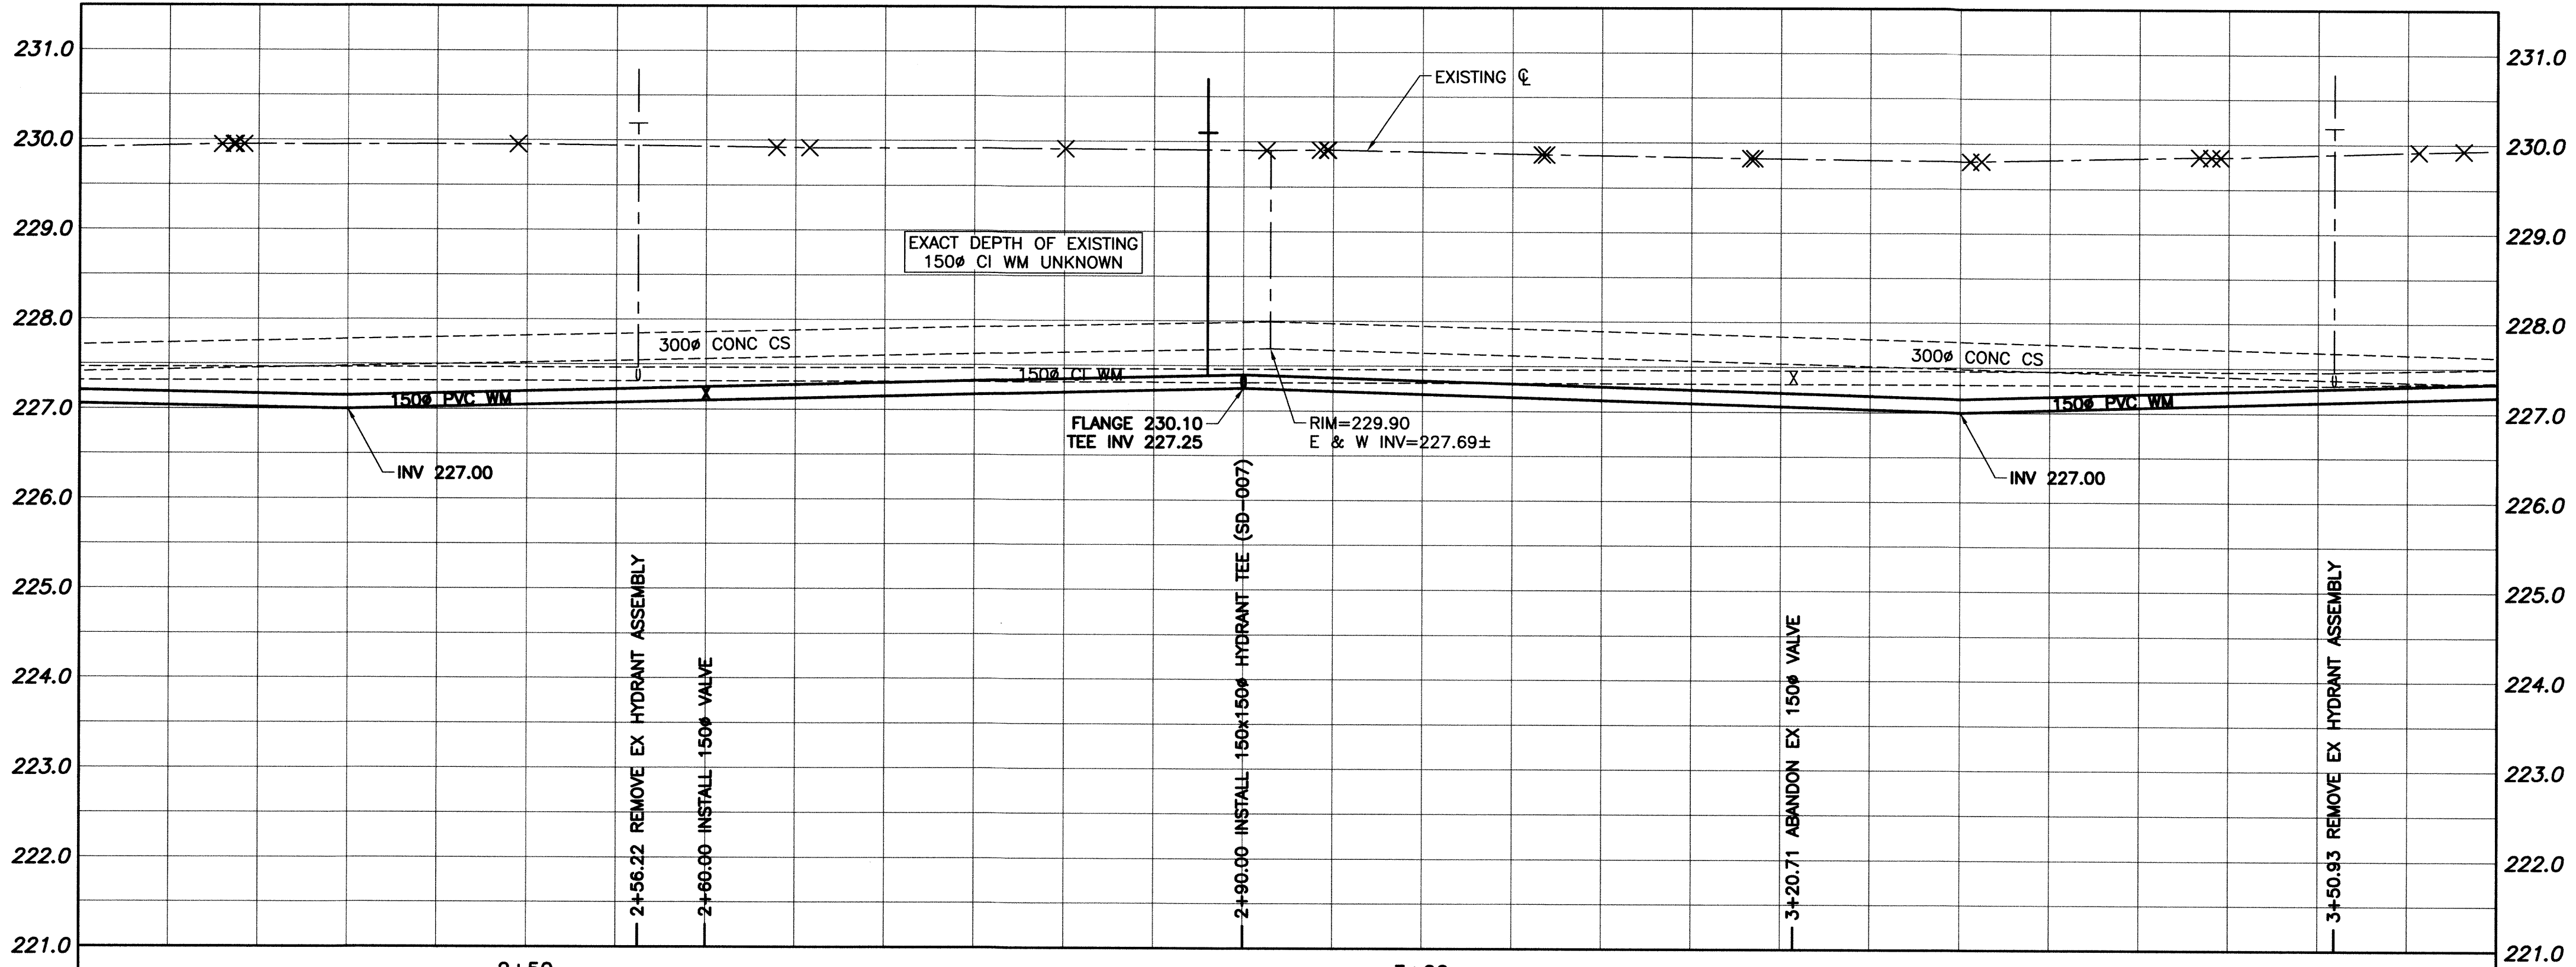 231.0
231.0
EXISTING ℄
230.0
230.0
229.0
229.0
EXACT DEPTH OF EXISTING
150ø CI WM UNKNOWN
228.0
228.0
300ø CONC CS
300ø CONC CS
150ø CI WM
150ø PVC WM
150ø PVC WM
227.0
227.0
FLANGE 230.10
TEE INV 227.25
RIM=229.90
E & W INV=227.69±
INV 227.00
INV 227.00
226.0
226.0
225.0
225.0
224.0
224.0
223.0
223.0
222.0
222.0
221.0
221.0
2+56.22 REMOVE EX HYDRANT ASSEMBLY
2+60.00 INSTALL 150ø VALVE
2+90.00 INSTALL 150x150ø HYDRANT TEE (SD-007)
3+20.71 ABANDON EX 150ø VALVE
3+50.93 REMOVE EX HYDRANT ASSEMBLY